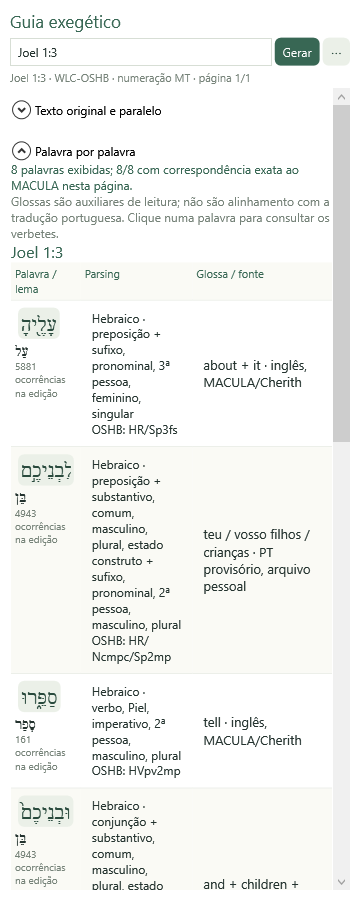 Guia exegético
Joel 1:3
Gerar
...
Joel 1:3 · WLC-OSHB · numeração MT · página 1/1
Texto original e paralelo
Palavra por palavra
8 palavras exibidas; 8/8 com correspondência exata ao
MACULA nesta página.
Glossas são auxiliares de leitura; não são alinhamento com a
tradução portuguesa. Clique numa palavra para consultar os
verbetes.
Joel 1:3
Palavra /
lema
Parsing
Glossa / fonte
עָלֶ֖יהָ
עַל
5881
ocorrências
na edição
Hebraico ·
preposição +
sufixo,
pronominal, 3ª
pessoa,
feminino,
singular
OSHB: HR/Sp3fs
about + it · inglês,
MACULA/Cherith
לִבְנֵיכֶ֣ם
בֵּן
4943
ocorrências
na edição
Hebraico ·
preposição +
substantivo,
comum,
masculino,
plural, estado
construto +
sufixo,
pronominal, 2ª
pessoa,
masculino, plural
OSHB: HR/
Ncmpc/Sp2mp
teu / vosso filhos /
crianças · PT
provisório, arquivo
pessoal
סַפֵּ֑רוּ
סָפַר
161
ocorrências
na edição
Hebraico ·
verbo, Piel,
imperativo, 2ª
pessoa,
masculino, plural
OSHB: HVpv2mp
tell · inglês,
MACULA/Cherith
וּבְנֵיכֶם֙
בֵּן
4943
ocorrências
na edição
Hebraico ·
conjunção +
substantivo,
comum,
masculino,
plural, estado
and + children +